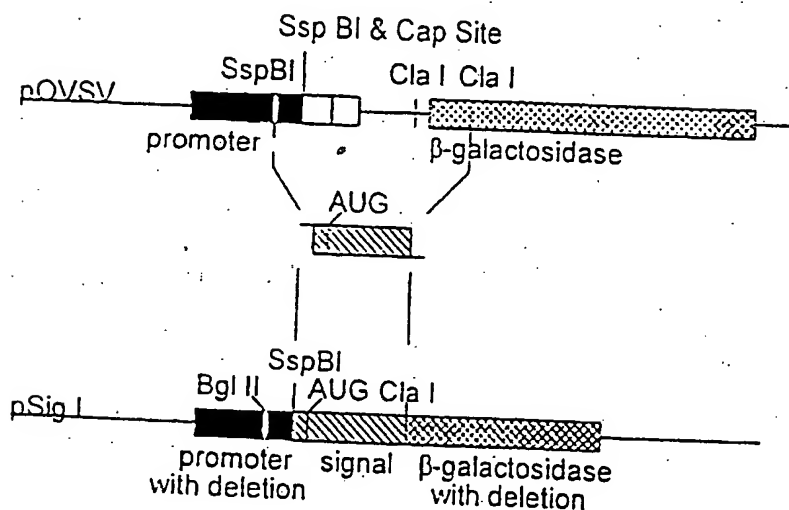 Ssp BI & Cap Site
SspBI
Cla I Cla I
pOVSV
promoter
β-galactosidase
AUG
SspBI
Bgl II
AUG Cla I
pSig I
promoter with deletion
signal
β-galactosidase with deletion